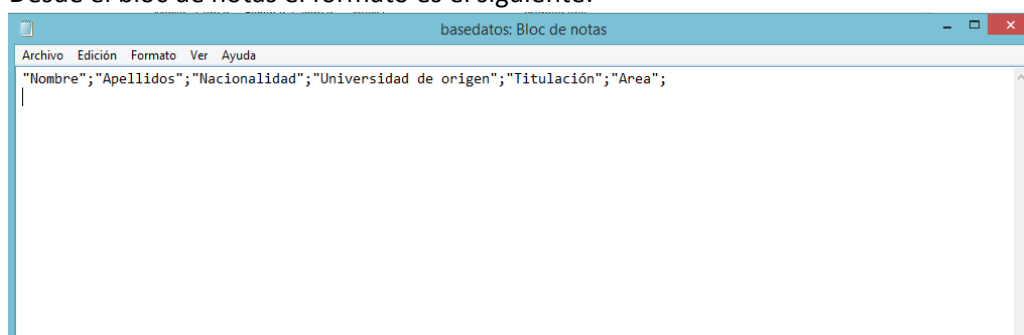 Desde el bloc de notas el formato es el siguiente:
basedatos: Bloc de notas
Archivo Edición Formato Ver Ayuda
"Nombre";"Apellidos";"Nacionalidad";"Universidad de origen";"Titulación";"Area";